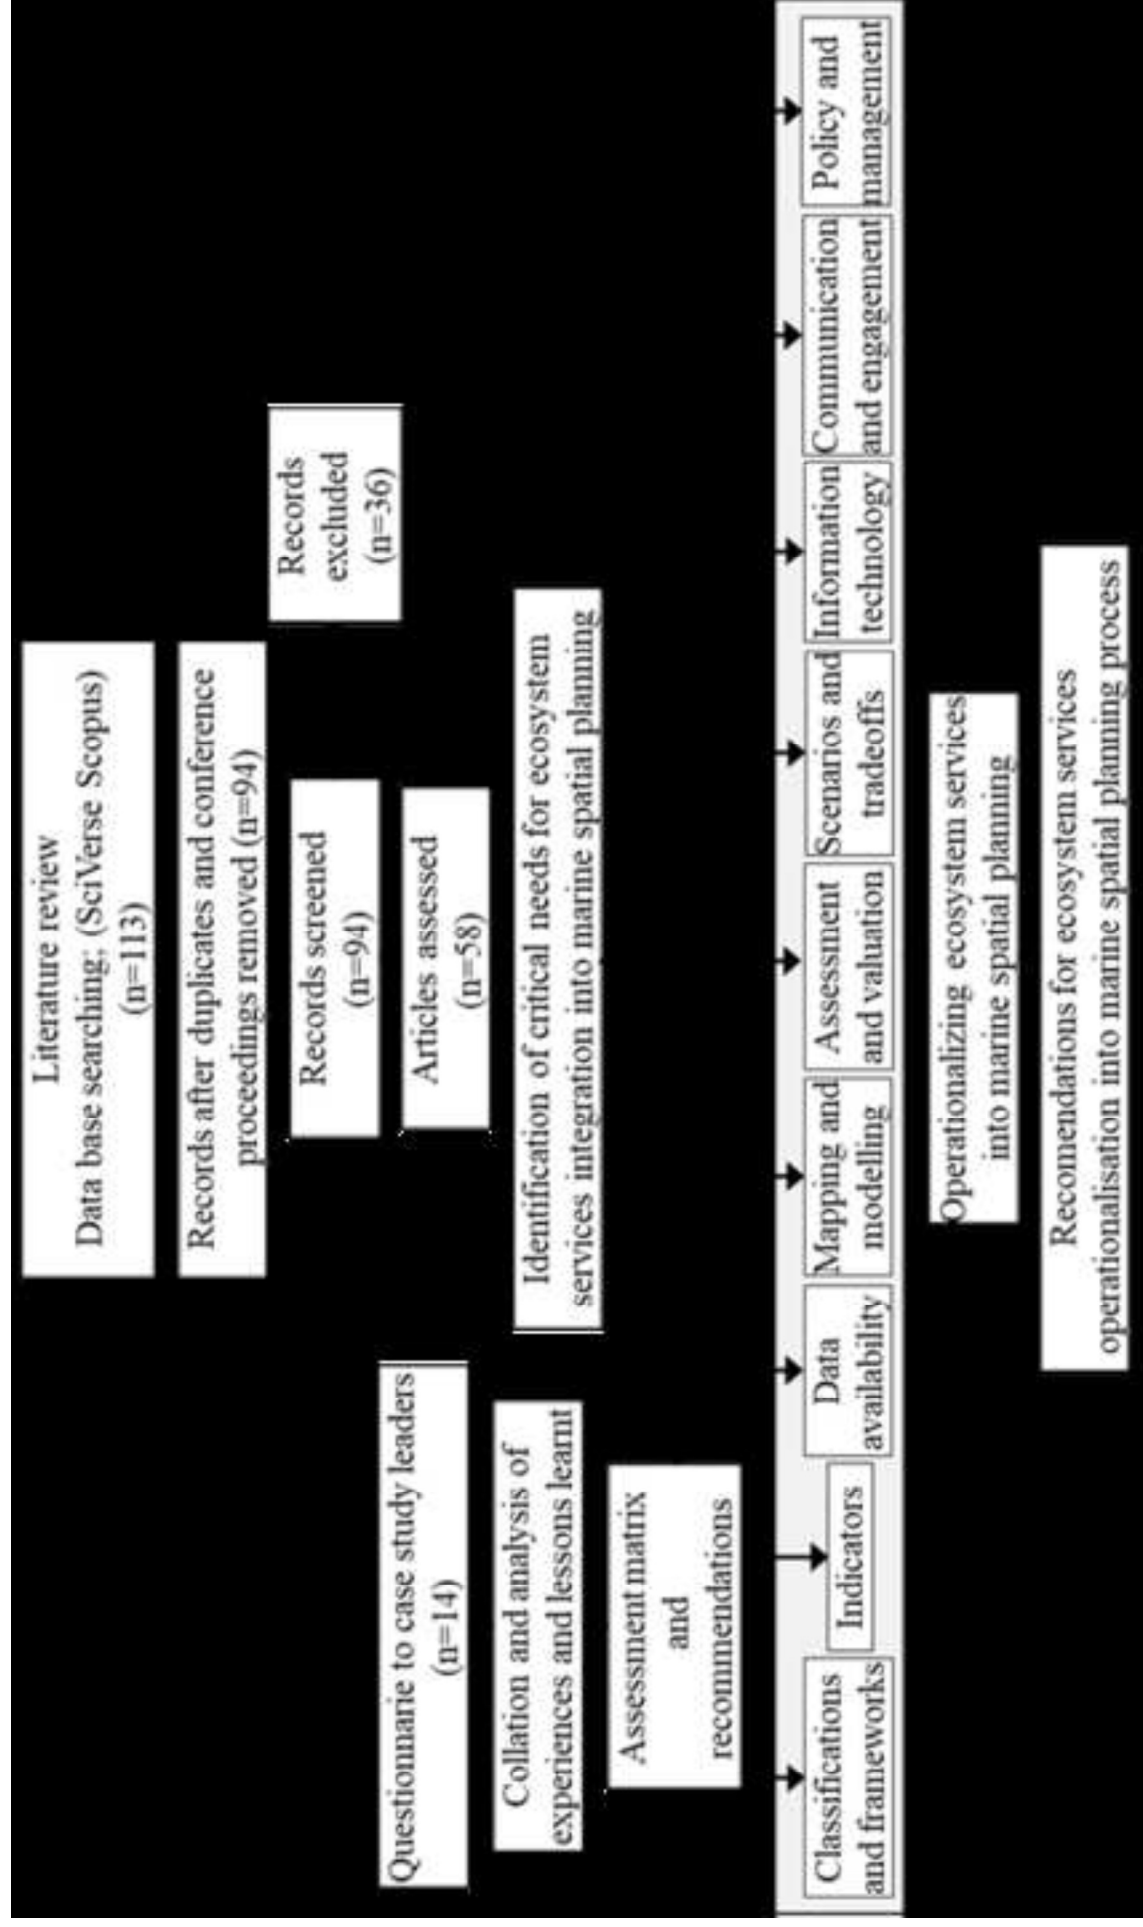 Literature review
Data base searching; (SciVerse Scopus)
(n=113)
Records after duplicates and conference
proceedings removed (n=94)
Records screened
(n=94)
Records
excluded
(n=36)
Articles assessed
(n=58)
Questionnarie to case study leaders
(n=14)
Identification of critical needs for ecosystem
services integration into marine spatial planning
Collation and analysis of
experiences and lessons learnt
Assessment matrix
and
recommendations
Classifications
and frameworks
Indicators
Data
availability
Mapping and
modelling
Assessment
and valuation
Scenarios and
tradeoffs
Information
technology
Communication
and engagement
Policy and
management
Operationalizing ecosystem services
into marine spatial planning
Recomendations for ecosystem services
operationalisation into marine spatial planning process